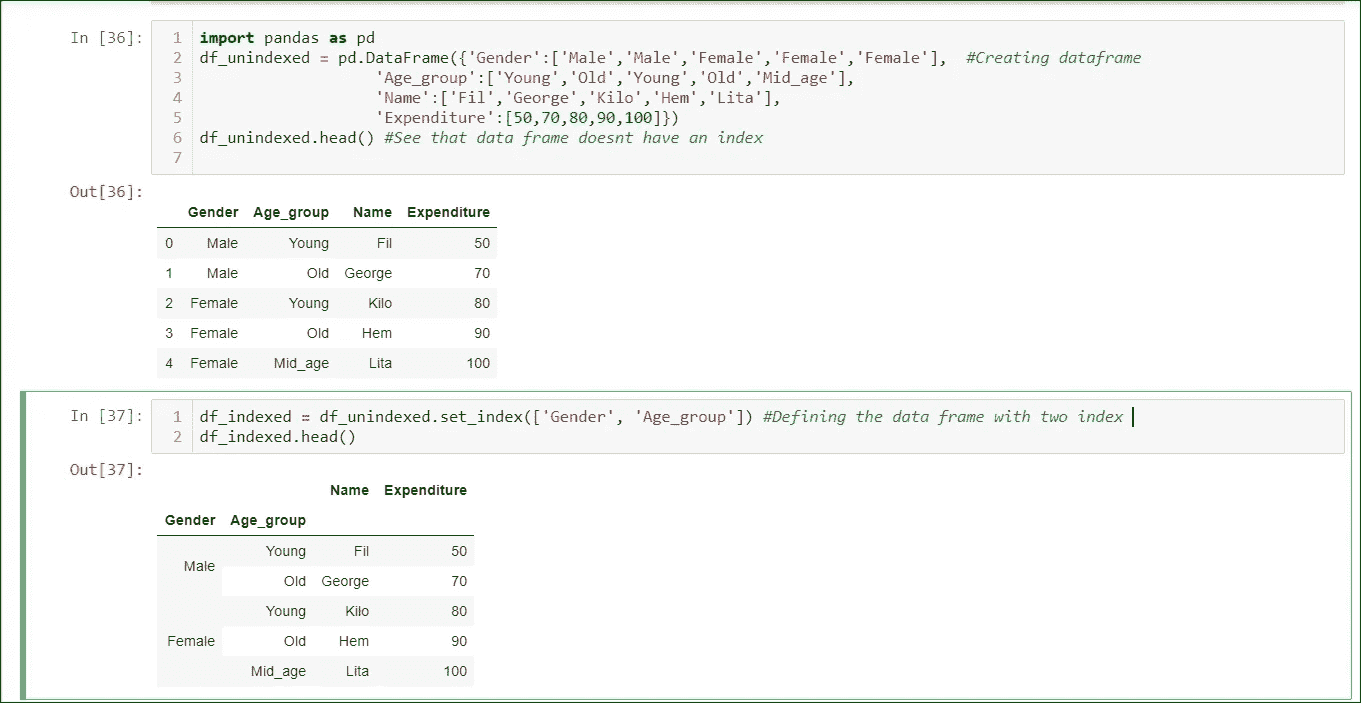 In [36]:
1 import pandas as pd
2 df_unindexed = pd.DataFrame({'Gender':['Male','Male','Female','Female','Female'],  #Creating dataframe
3 'Age_group':['Young','Old','Young','Old','Mid_age'],
4 'Name':['Fil','George','Kilo','Hem','Lita'],
5 'Expenditure':[50,70,80,90,100]})
6 df_unindexed.head() #See that data frame doesnt have an index
7
Out[36]:
Gender Age_group Name Expenditure
0 Male Young Fil 50
1 Male Old George 70
2 Female Young Kilo 80
3 Female Old Hem 90
4 Female Mid_age Lita 100
In [37]:
1 df_indexed = df_unindexed.set_index(['Gender', 'Age_group']) #Defining the data frame with two index
2 df_indexed.head()
Out[37]:
Name Expenditure
Gender Age_group
Male Young Fil 50
Old George 70
Young Kilo 80
Female Old Hem 90
Mid_age Lita 100